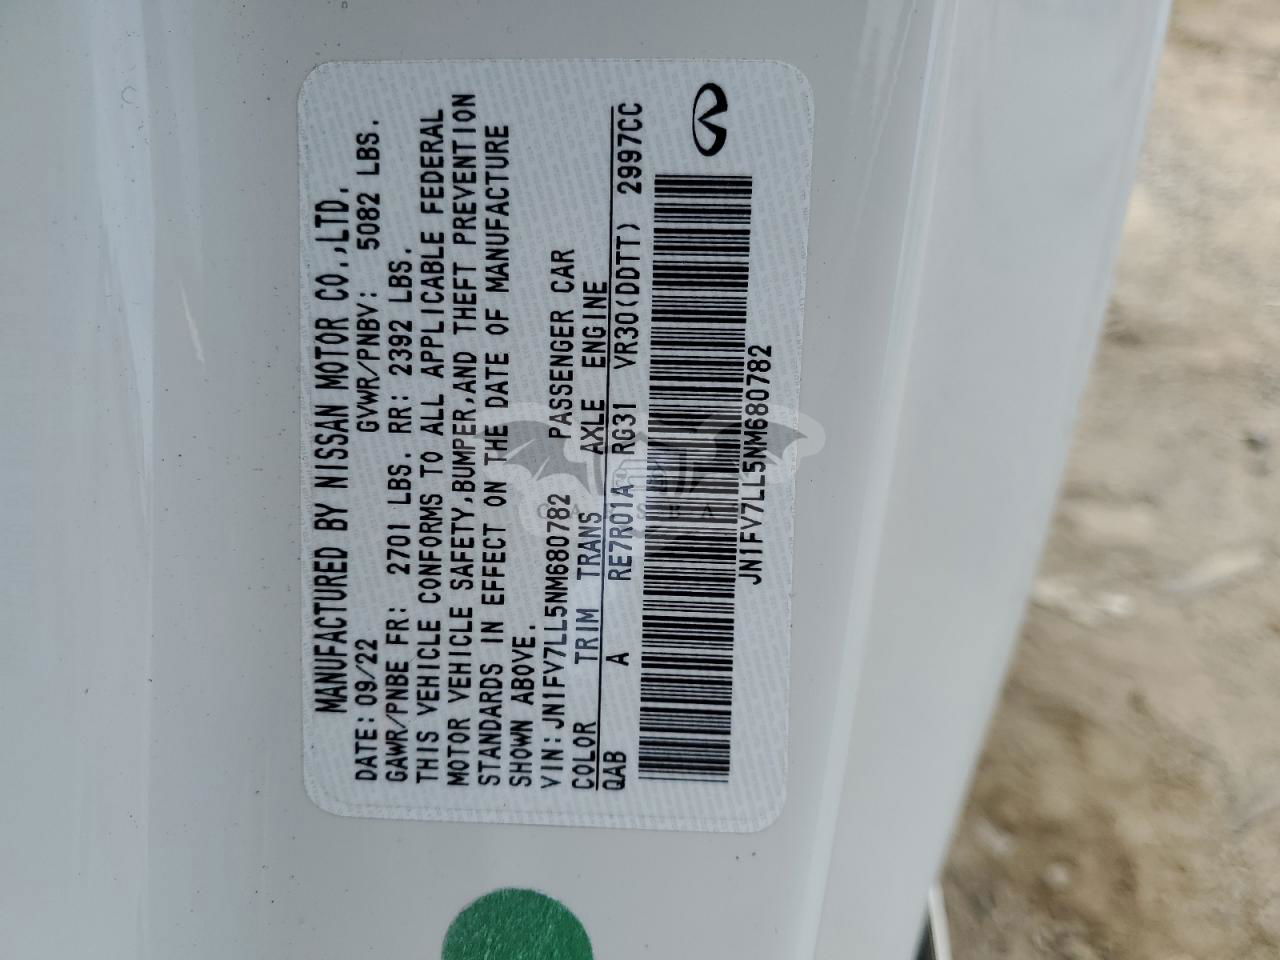 MANUFACTURED BY NISSAN MOTOR CO.,LTD.
DATE:09/22 GVWR/PNBV: 5082 LBS.
GAWR/PNBE FR: 2701 LBS. RR: 2392 LBS.
THIS VEHICLE CONFORMS TO ALL APPLICABLE FEDERAL
MOTOR VEHICLE SAFETY,BUMPER,AND THEFT PREVENTION
STANDARDS IN EFFECT ON THE DATE OF MANUFACTURE
SHOWN ABOVE.
VIN:JN1FV7LL5NM680782 PASSENGER CAR
COLOR TRIM TRANS AXLE ENGINE
QAB A RE7R01A RG31 VR30(DDTT) 2997CC
JN1FV7LL5NM680782